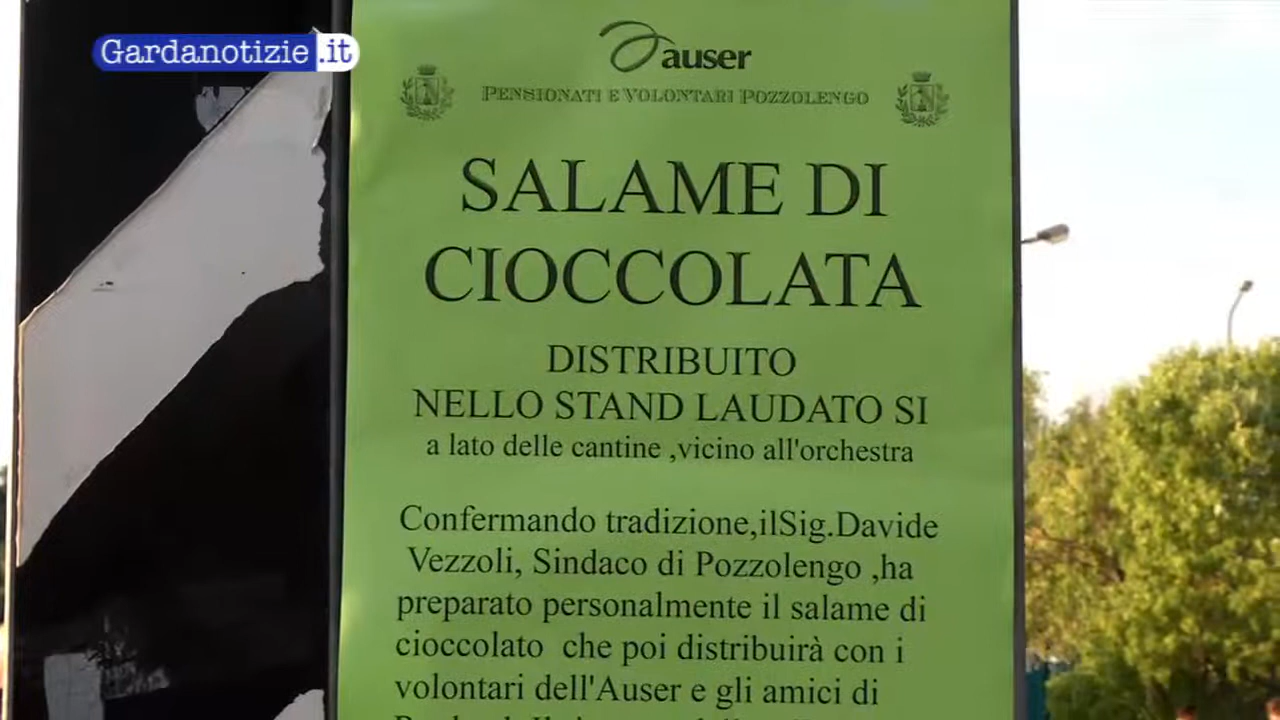 Gardanotizie.it
auser
PENSIONATI E VOLONTARI POZZOLENGO
SALAME DI
CIOCCOLATA
DISTRIBUITO
NELLO STAND LAUDATO SI
a lato delle cantine ,vicino all'orchestra
Confermando tradizione,ilSig.Davide
Vezzoli, Sindaco di Pozzolengo ,ha
preparato personalmente il salame di
cioccolato che poi distribuirà con i
volontari dell'Auser e gli amici di